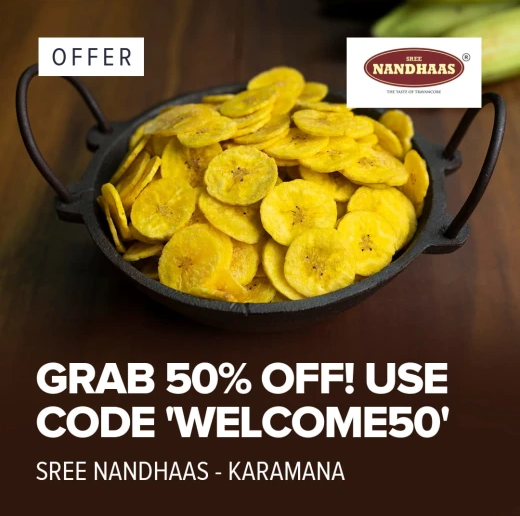 OFFER
SREE
NANDHAAS®
THE TASTE OF TRAVANCORE
GRAB 50% OFF! USE
CODE 'WELCOME50'
SREE NANDHAAS - KARAMANA